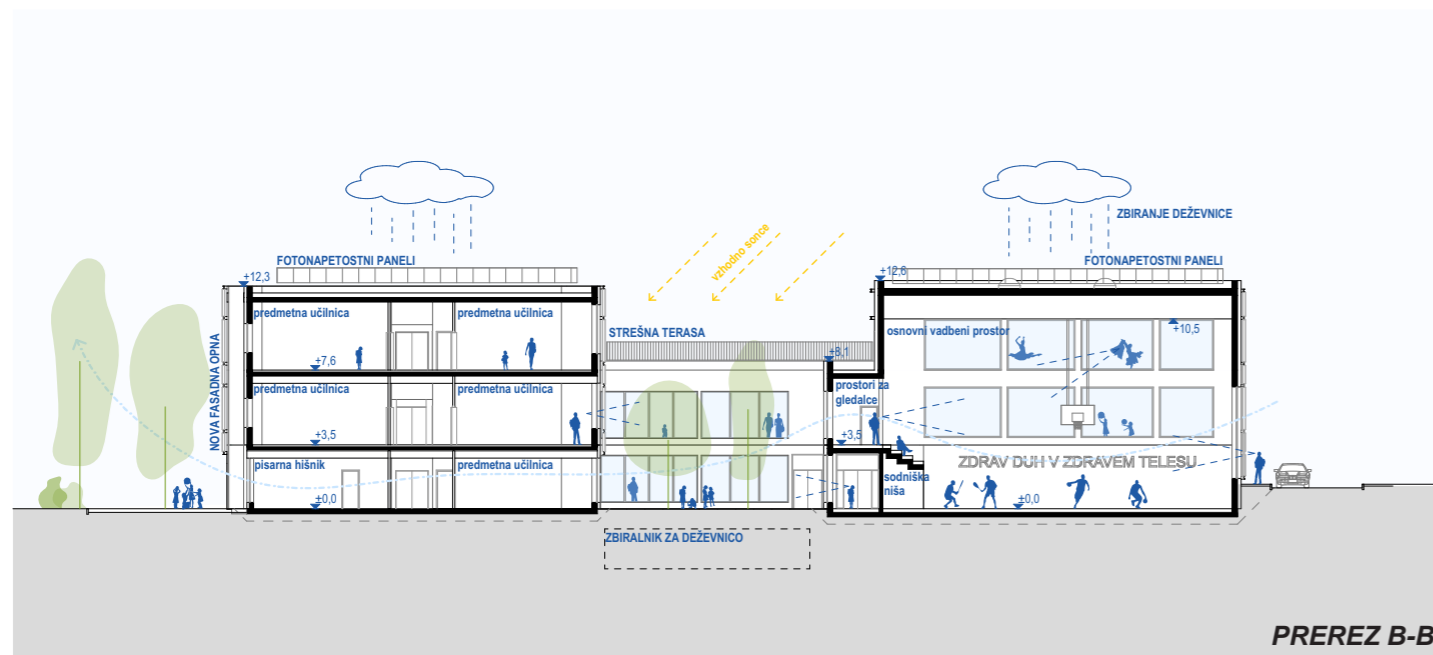 ZBIRANJE DEŽEVNICE
vzhodno sonce
FOTONAPETOSTNI PANELI
FOTONAPETOSTNI PANELI
+12,3
+12,6
predmetna učilnica
predmetna učilnica
STREŠNA TERASA
osnovni vadbeni prostor
+10,5
+7,6
+8,1
NOVA FASADNA OPNA
predmetna učilnica
predmetna učilnica
prostori za
gledalce
+3,5
+3,5
pisarna hišnik
predmetna učilnica
ZDRAV DUH V ZDRAVEM TELESU
sodniška
niša
+0,0
+0,0
ZBIRALNIK ZA DEŽEVNICO
PREREZ B-B